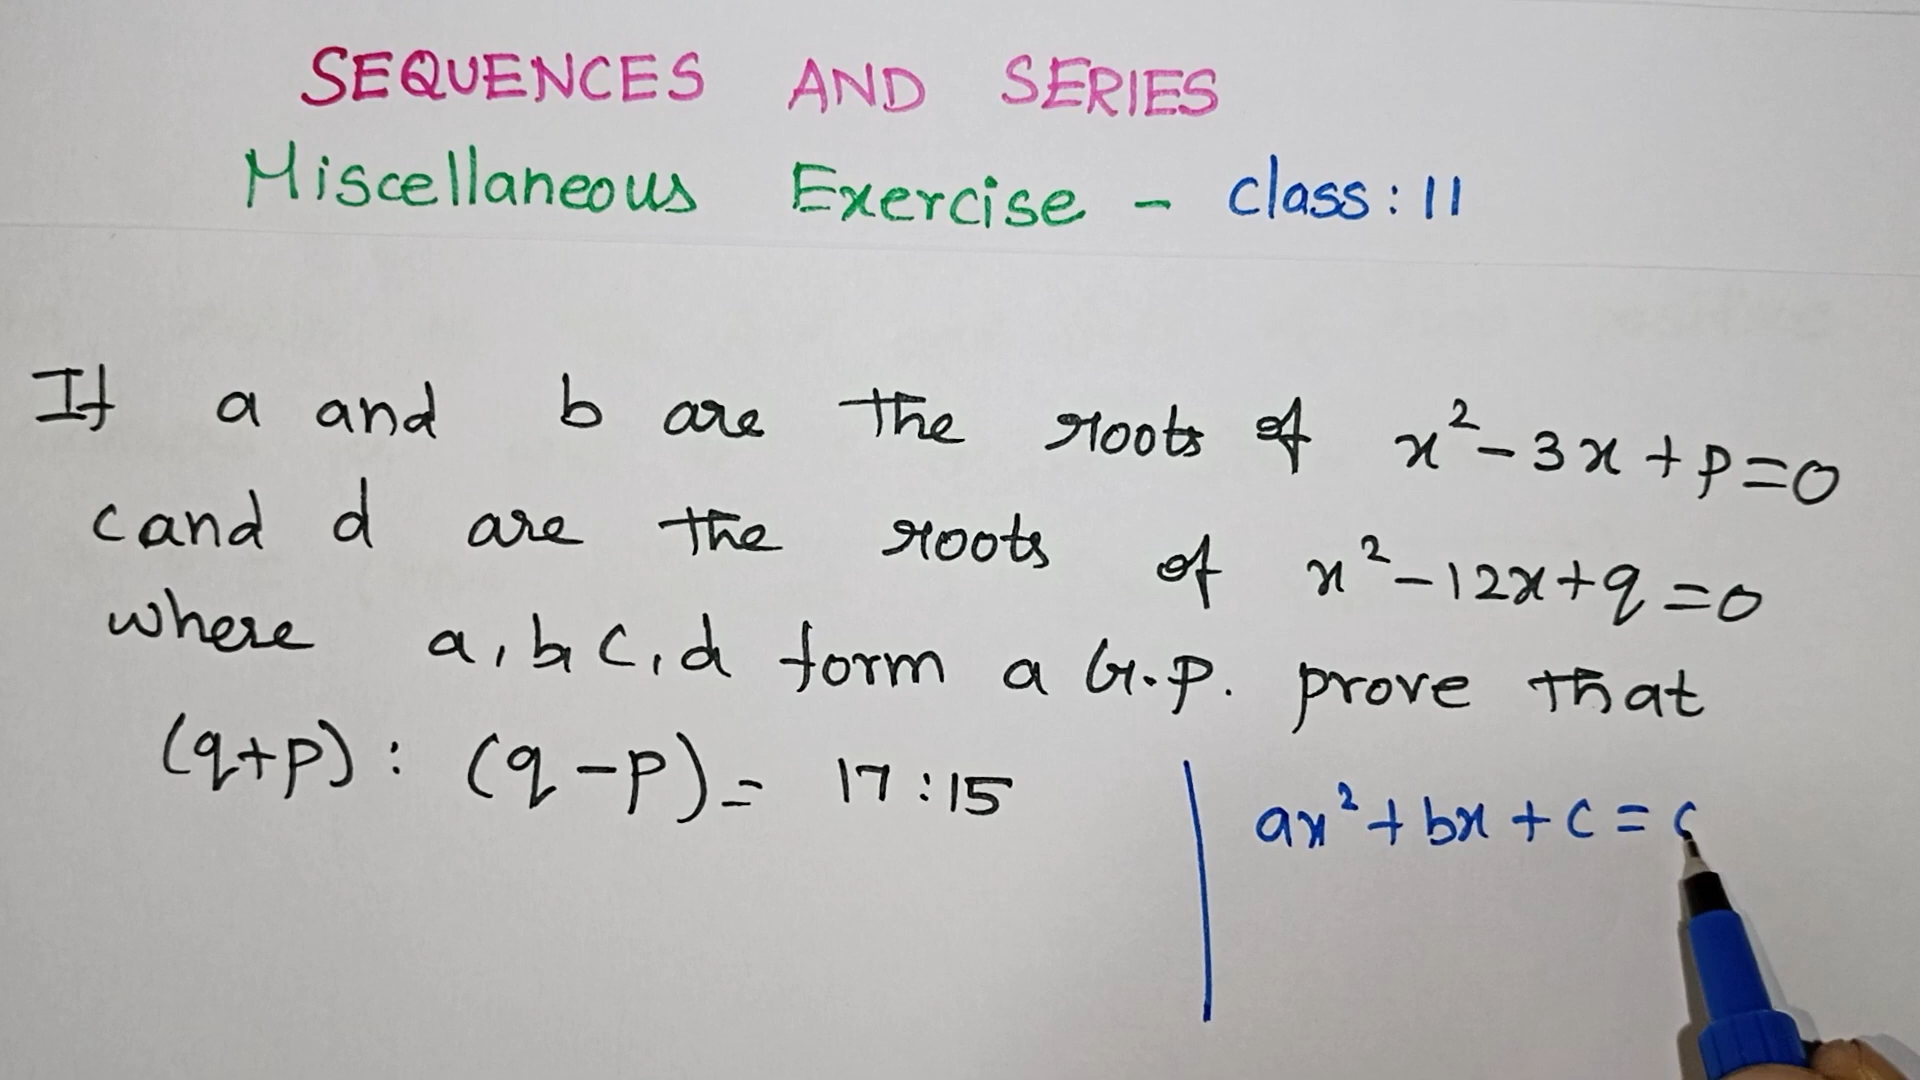 SEQUENCES AND SERIES
Miscellaneous Exercise - class: 11
If a and b are the roots of x²-3x+p=0
c and d are the roots of x²-12x+q=0
where a, b, c, d form a G.P. prove that
(q+p) : (q-p) = 17:15
ax²+bx+c=